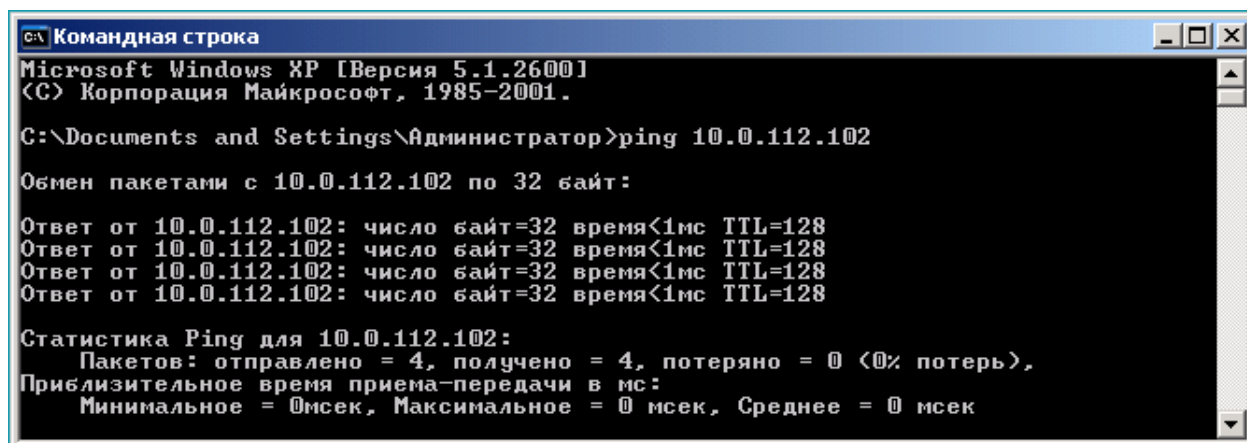 Командная строка
Microsoft Windows XP [Версия 5.1.2600]
(С) Корпорация Майкрософт, 1985-2001.
C:\Documents and Settings\Администратор>ping 10.0.112.102
Обмен пакетами с 10.0.112.102 по 32 байт:
Ответ от 10.0.112.102: число байт=32 время<1мс TTL=128
Ответ от 10.0.112.102: число байт=32 время<1мс TTL=128
Ответ от 10.0.112.102: число байт=32 время<1мс TTL=128
Ответ от 10.0.112.102: число байт=32 время<1мс TTL=128
Статистика Ping для 10.0.112.102:
Пакетов: отправлено = 4, получено = 4, потеряно = 0 (0% потерь),
Приблизительное время приема-передачи в мс:
Минимальное = 0мсек, Максимальное = 0 мсек, Среднее = 0 мсек